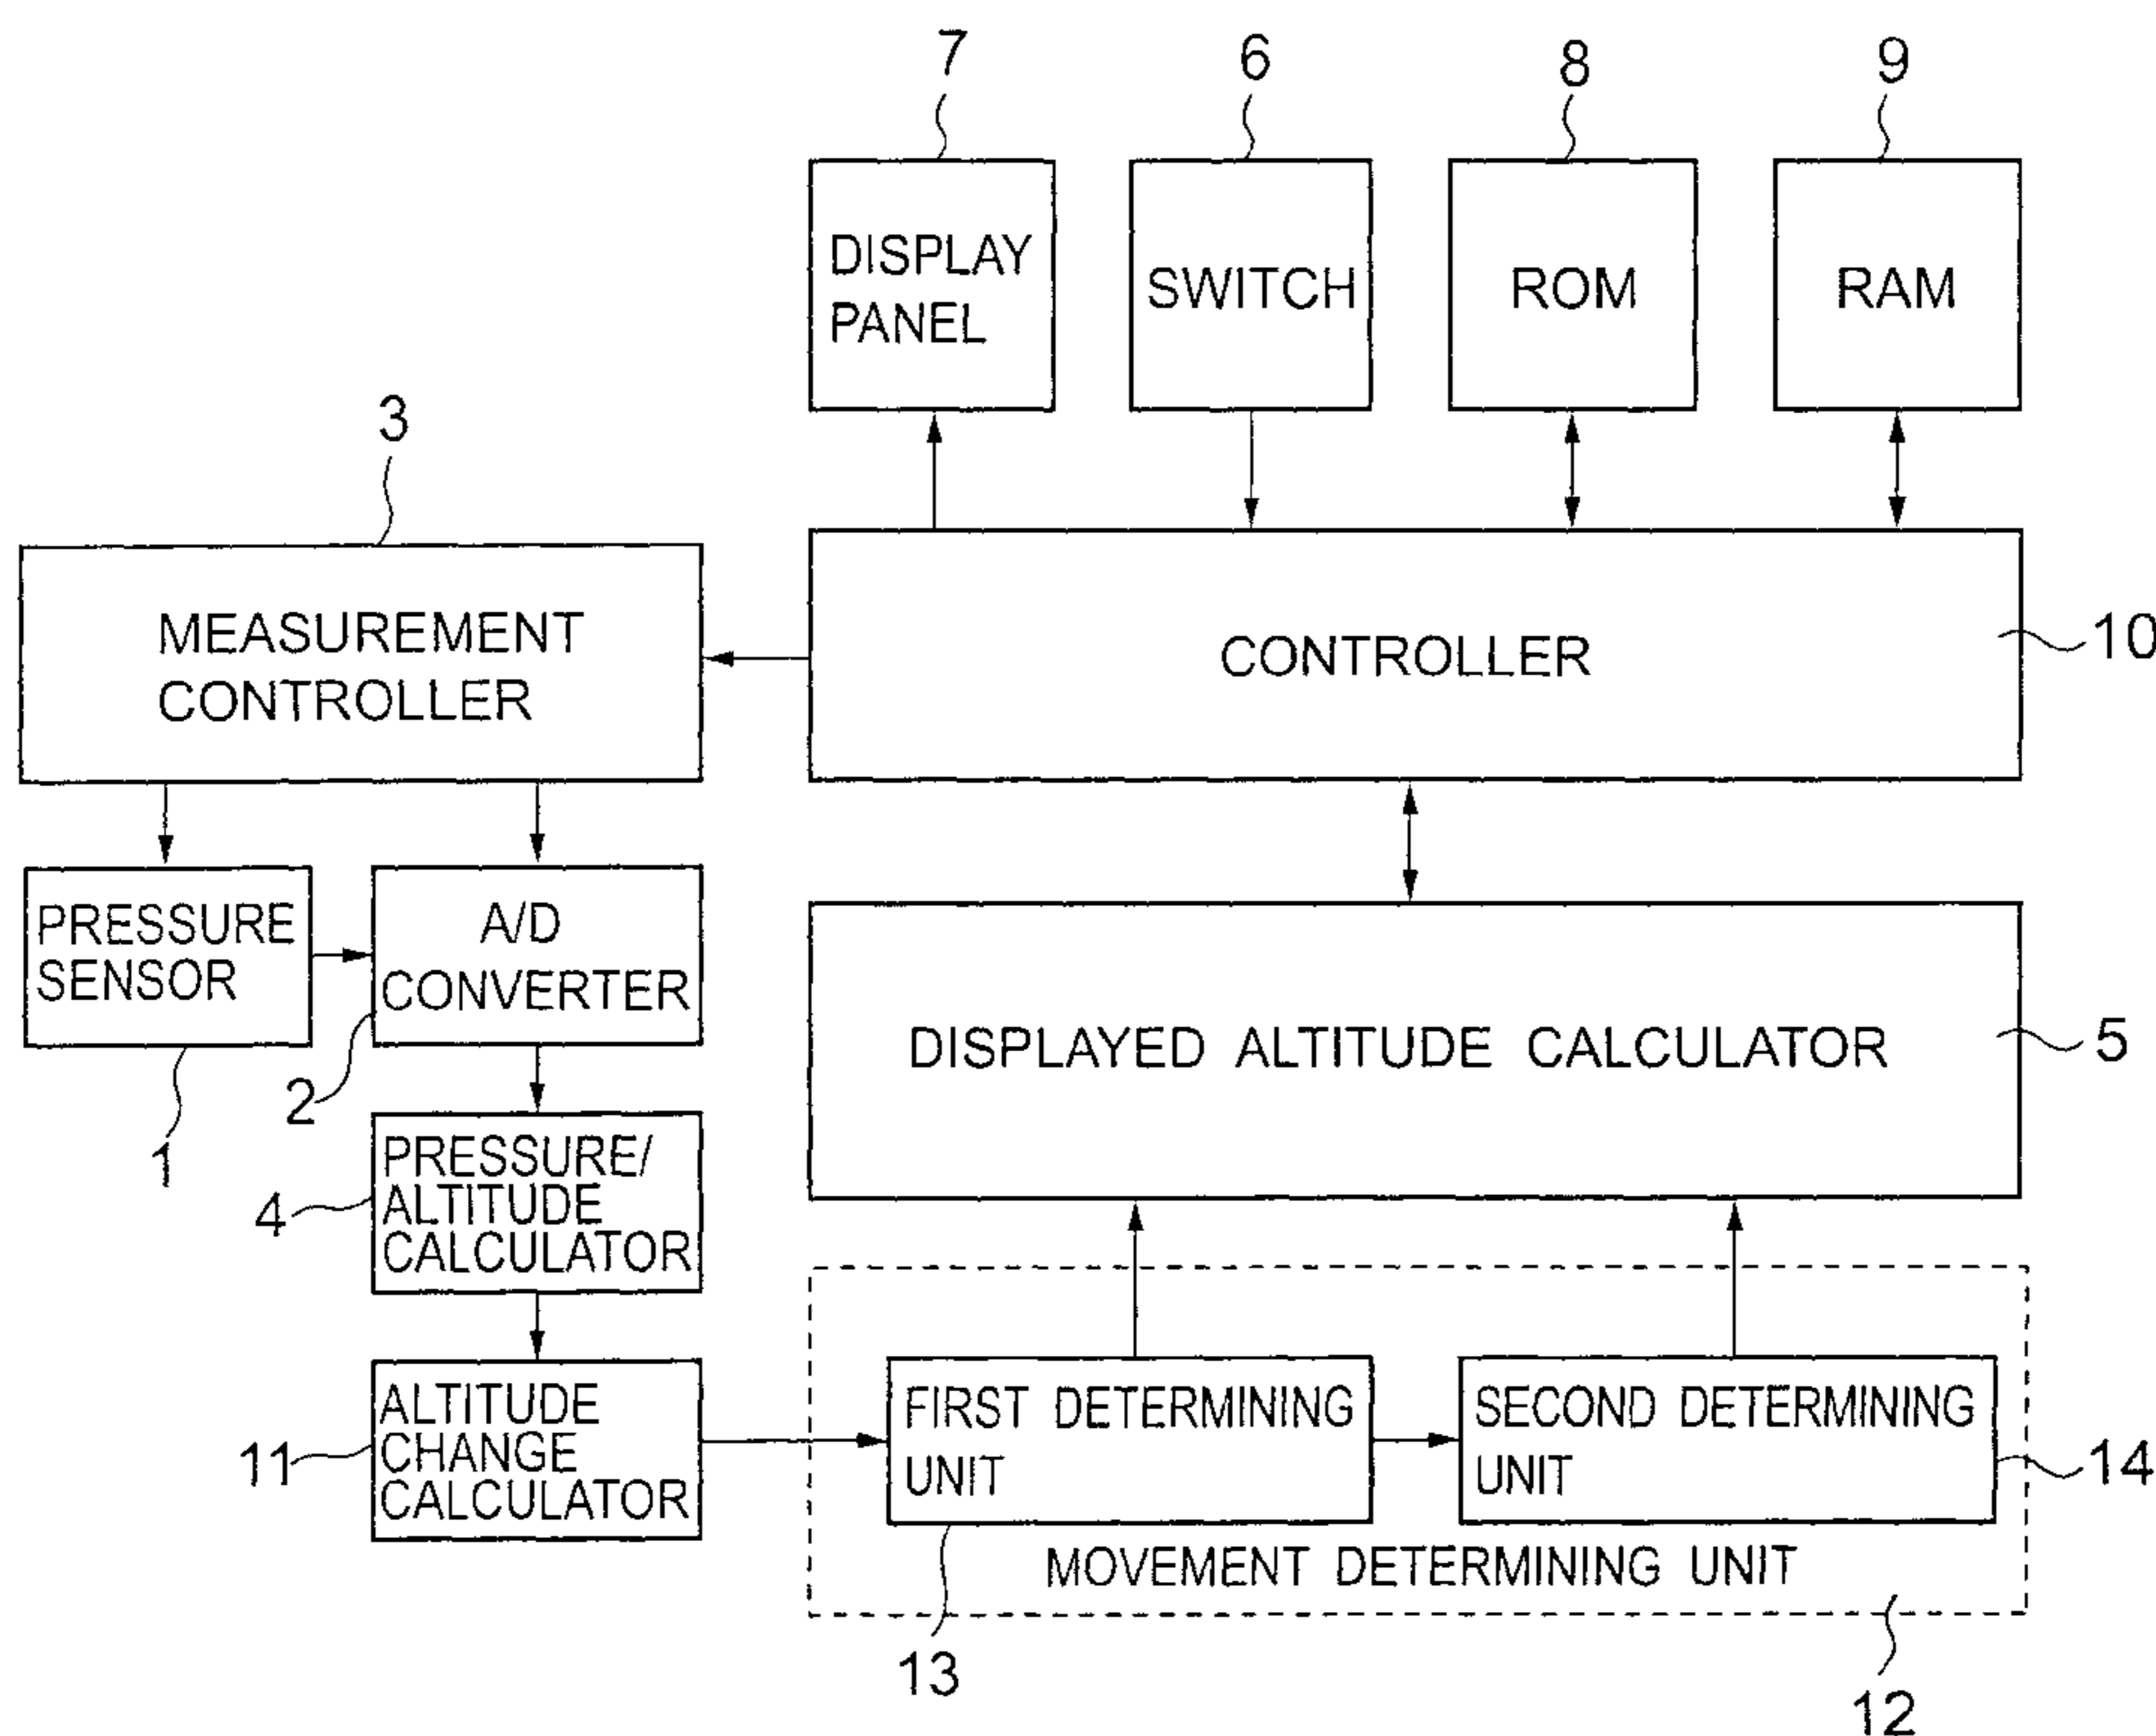 7
6
8
9
DISPLAY
PANEL
SWITCH
ROM
RAM
3
MEASUREMENT
CONTROLLER
CONTROLLER
10
PRESSURE
SENSOR
A/D
CONVERTER
1
2
DISPLAYED ALTITUDE CALCULATOR
5
PRESSURE/
ALTITUDE
CALCULATOR
4
ALTITUDE
CHANGE
CALCULATOR
11
FIRST DETERMINING
UNIT
SECOND DETERMINING
UNIT
14
MOVEMENT DETERMINING UNIT
13
12